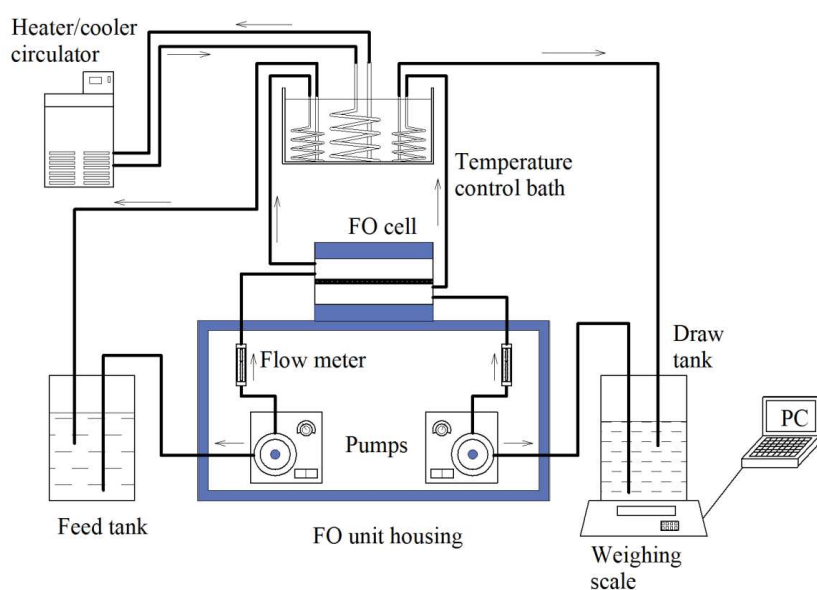 Heater/cooler
circulator
Temperature
control bath
FO cell
Flow meter
Draw
tank
PC
Pumps
Feed tank
FO unit housing
Weighing
scale